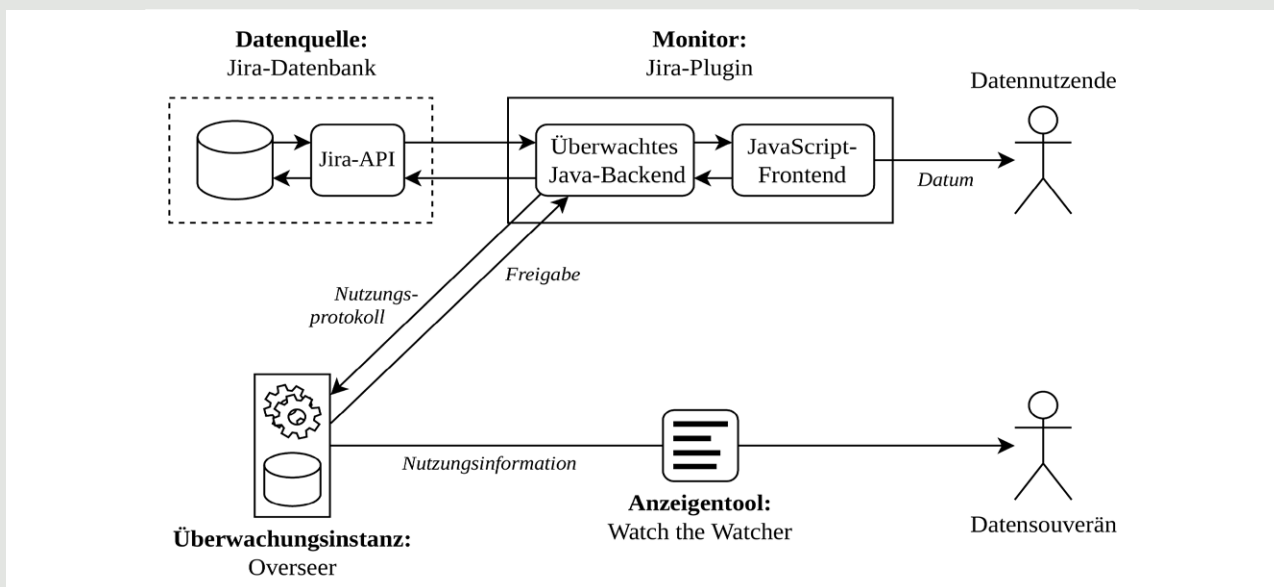 Datenquelle:
Jira-Datenbank
Monitor:
Jira-Plugin
Datennutzende
Jira-API
Überwachtes
Java-Backend
JavaScript-
Frontend
Datum
Freigabe
Nutzungs-
protokoll
Nutzungsinformation
Anzeigentool:
Watch the Watcher
Datensouverän
Überwachungsinstanz:
Overseer